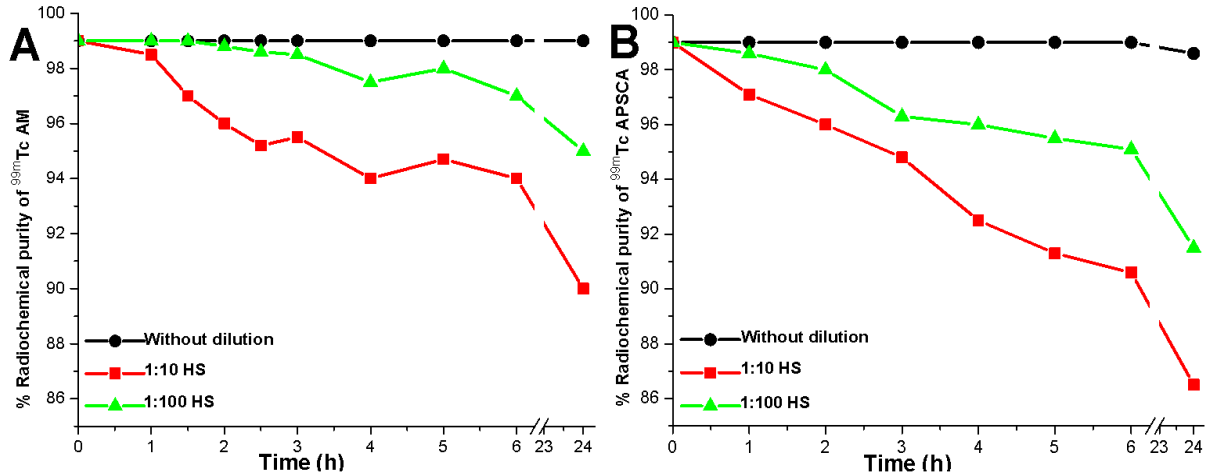 A
% Radiochemical purity of 99mTc AM
100
98
96
94
92
90
88
86
Without dilution
1:10 HS
1:100 HS
0 1 2 3 4 5 6 23 24
Time (h)
B
% Radiochemical purity of 99mTc APSCA
100
98
96
94
92
90
88
86
Without dilution
1:10 HS
1:100 HS
0 1 2 3 4 5 6 23 24
Time (h)